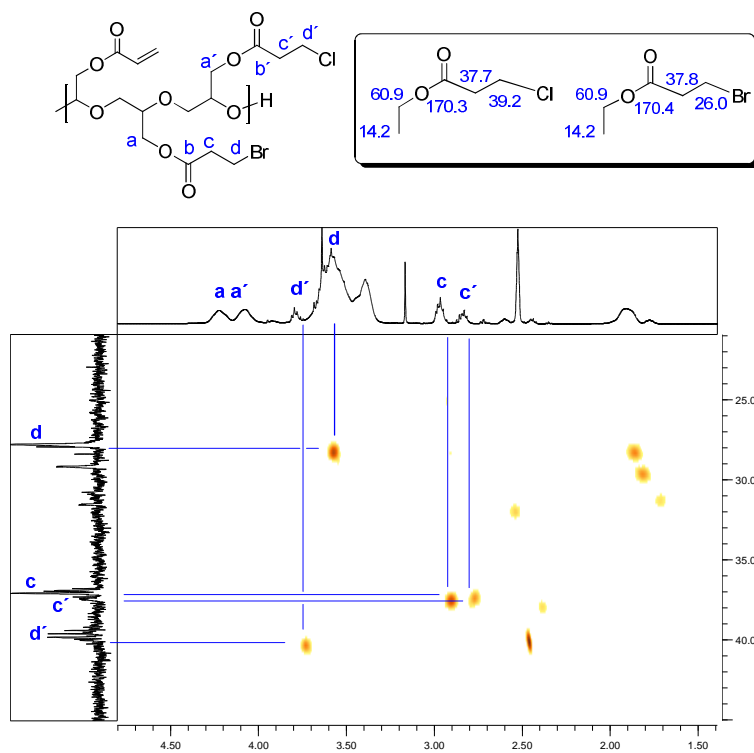 O O a´ O O c´ d´ Cl
b´
O O O O H
a O b c d Br
O
O 37.7 Cl 60.9 O 170.3 39.2 14.2
O 37.8 Br 60.9 O 170.4 26.0 14.2
d
a a´ d´ c c´
d
c
c´
d´
25.0
30.0
35.0
40.0
4.50 4.00 3.50 3.00 2.50 2.00 1.50